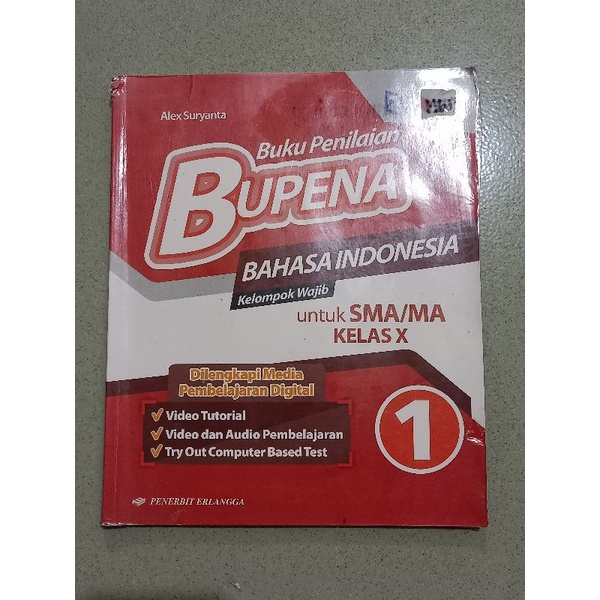 Alex Suryanta
Buku Penilaian
BUPENA
BAHASA INDONESIA
Kelompok Wajib
untuk SMA/MA
KELAS X
Dilengkapi Media
Pembelajaran Digital
Video Tutorial
Video dan Audio Pembelajaran
Try Out Computer Based Test
1
PENERBIT ERLANGGA